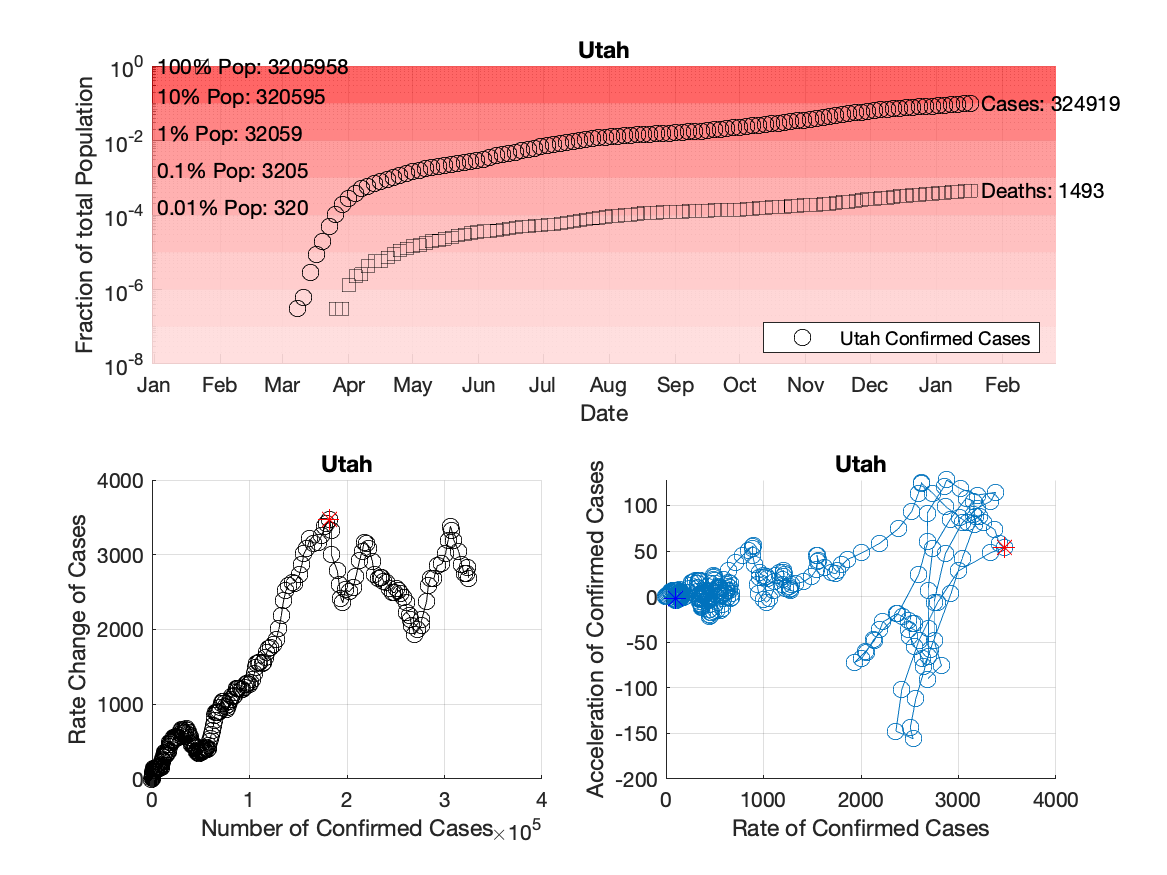 Utah
10^0
100% Pop: 3205958
10% Pop: 320595
Cases: 324919
10^-2
1% Pop: 32059
0.1% Pop: 3205
Deaths: 1493
10^-4
0.01% Pop: 320
10^-6
10^-8
Fraction of total Population
Utah Confirmed Cases
Jan Feb Mar Apr May Jun Jul Aug Sep Oct Nov Dec Jan Feb
Date
Utah
4000
3000
2000
1000
0
Rate Change of Cases
0 1 2 3 4
Number of Confirmed Cases ×10^5
Utah
100
50
0
-50
-100
-150
-200
Acceleration of Confirmed Cases
0 1000 2000 3000 4000
Rate of Confirmed Cases